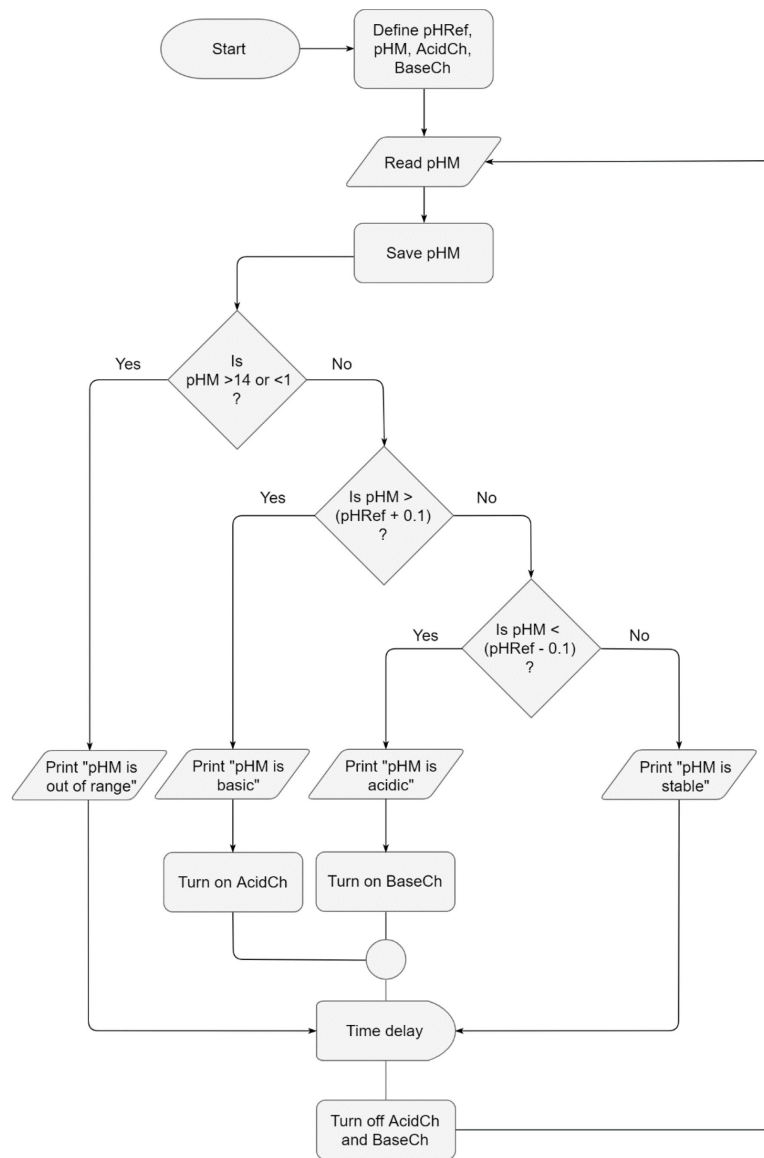 Start
Define pHRef,
pHM, AcidCh,
BaseCh
Read pHM
Save pHM
Is
pHM >14 or <1
?
Yes
No
Is pHM >
(pHRef + 0.1)
?
Yes
No
Is pHM <
(pHRef - 0.1)
?
Yes
No
Print "pHM is
out of range"
Print "pHM is
basic"
Print "pHM is
acidic"
Print "pHM is
stable"
Turn on AcidCh
Turn on BaseCh
Time delay
Turn off AcidCh
and BaseCh